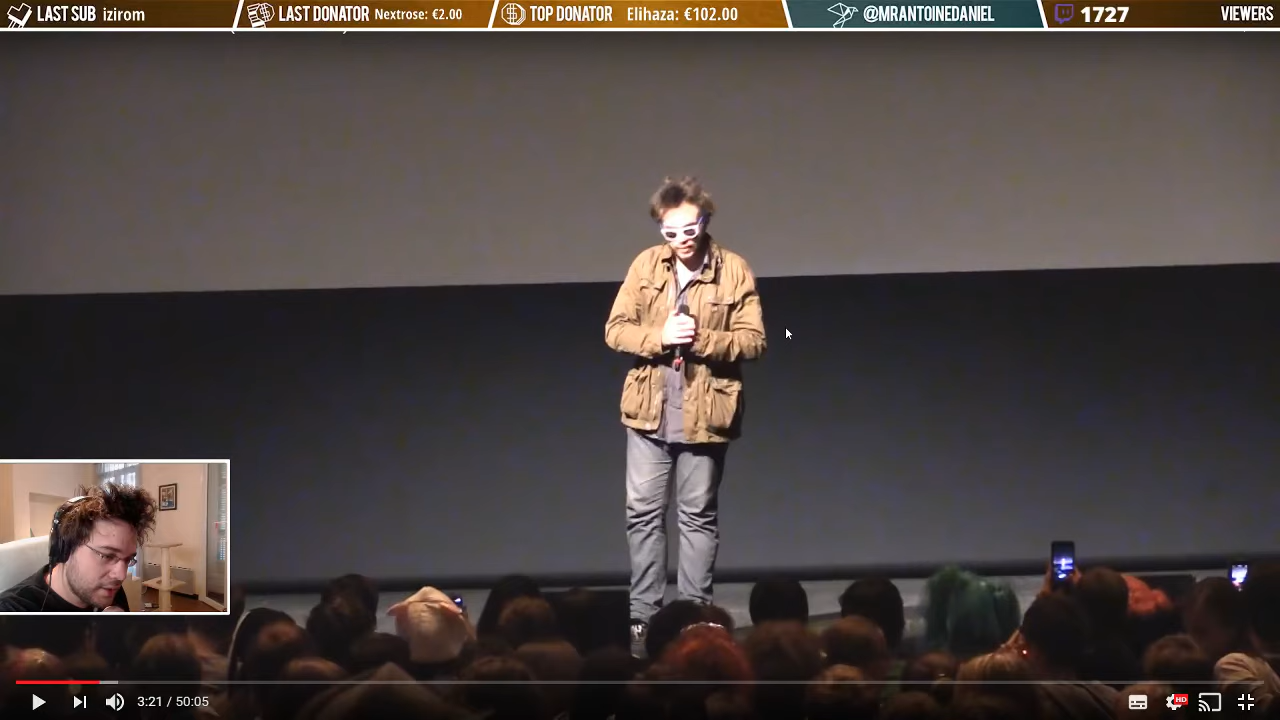 LAST SUB izirom
LAST DONATOR Nextrose: €2.00
TOP DONATOR Elihaza: €102.00
@MRANTOINEDANIEL
1727 VIEWERS
3:21 / 50:05
HD